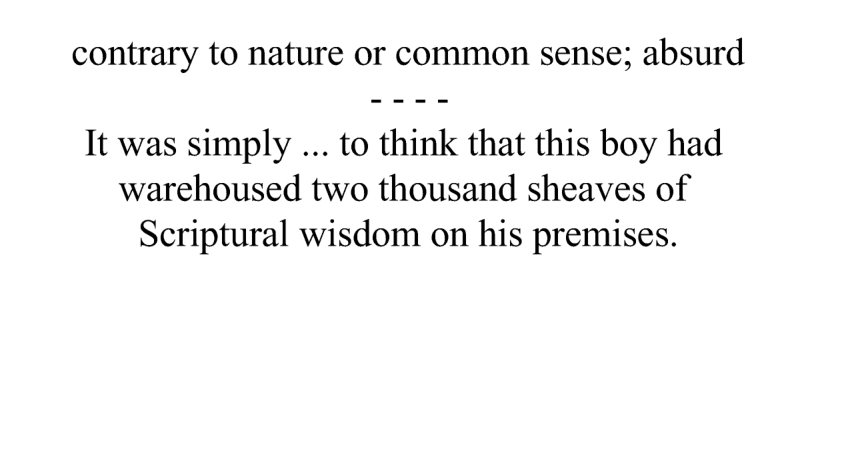 contrary to nature or common sense; absurd
- - - -
It was simply ... to think that this boy had
warehoused two thousand sheaves of
Scriptural wisdom on his premises.